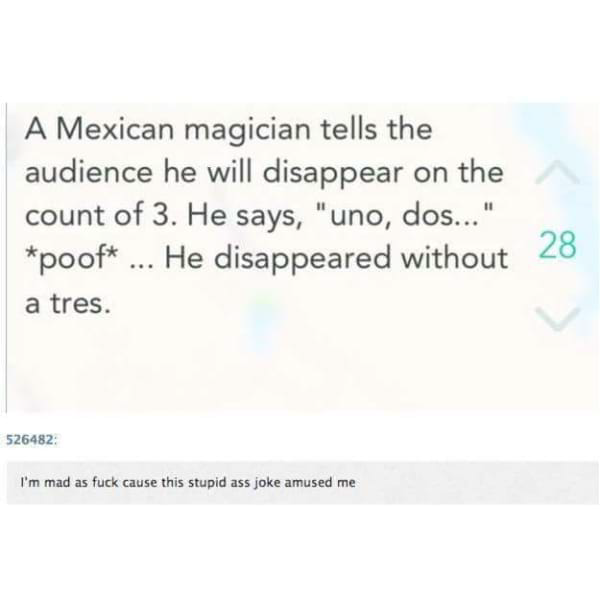 A Mexican magician tells the
audience he will disappear on the
count of 3. He says, "uno, dos..."
*poof* ... He disappeared without
a tres.
28
526482:
I'm mad as fuck cause this stupid ass joke amused me